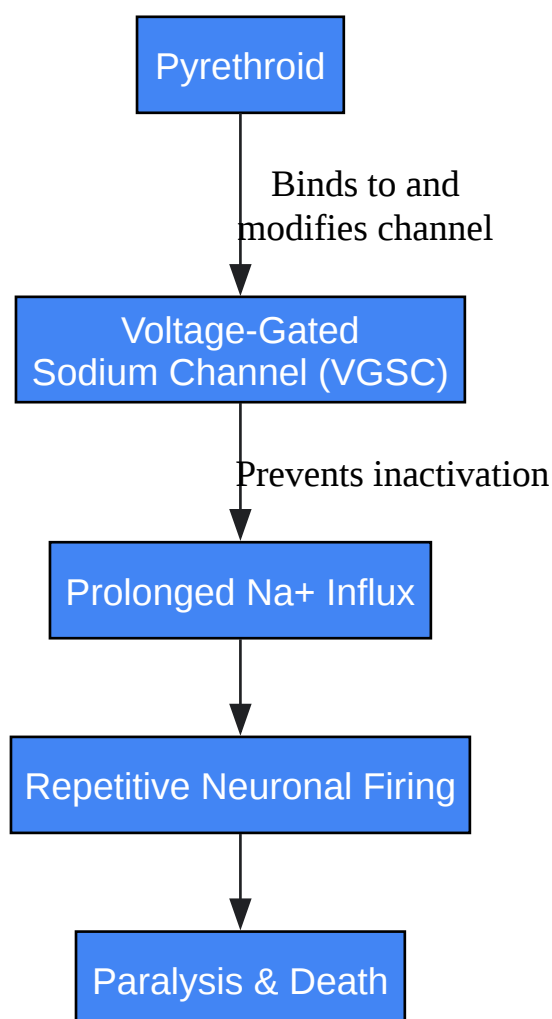 Pyrethroid
Binds to and
modifies channel
Voltage-Gated
Sodium Channel (VGSC)
Prevents inactivation
Prolonged Na+ Influx
Repetitive Neuronal Firing
Paralysis & Death